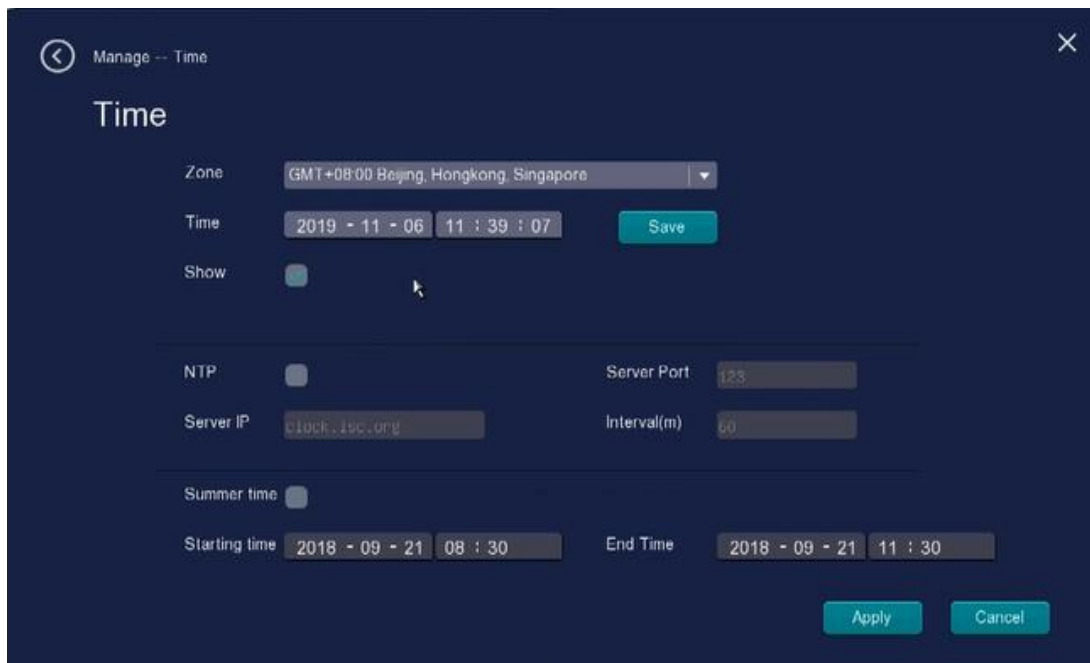 Manage -- Time
Time
Zone GMT+08:00 Beijing, Hongkong, Singapore
Time 2019 - 11 - 06 11 : 39 : 07 Save
Show
NTP Server Port 123
Server IP clock.isc.org Interval(m) 60
Summer time
Starting time 2018 - 09 - 21 08 : 30 End Time 2018 - 09 - 21 11 : 30
Apply Cancel